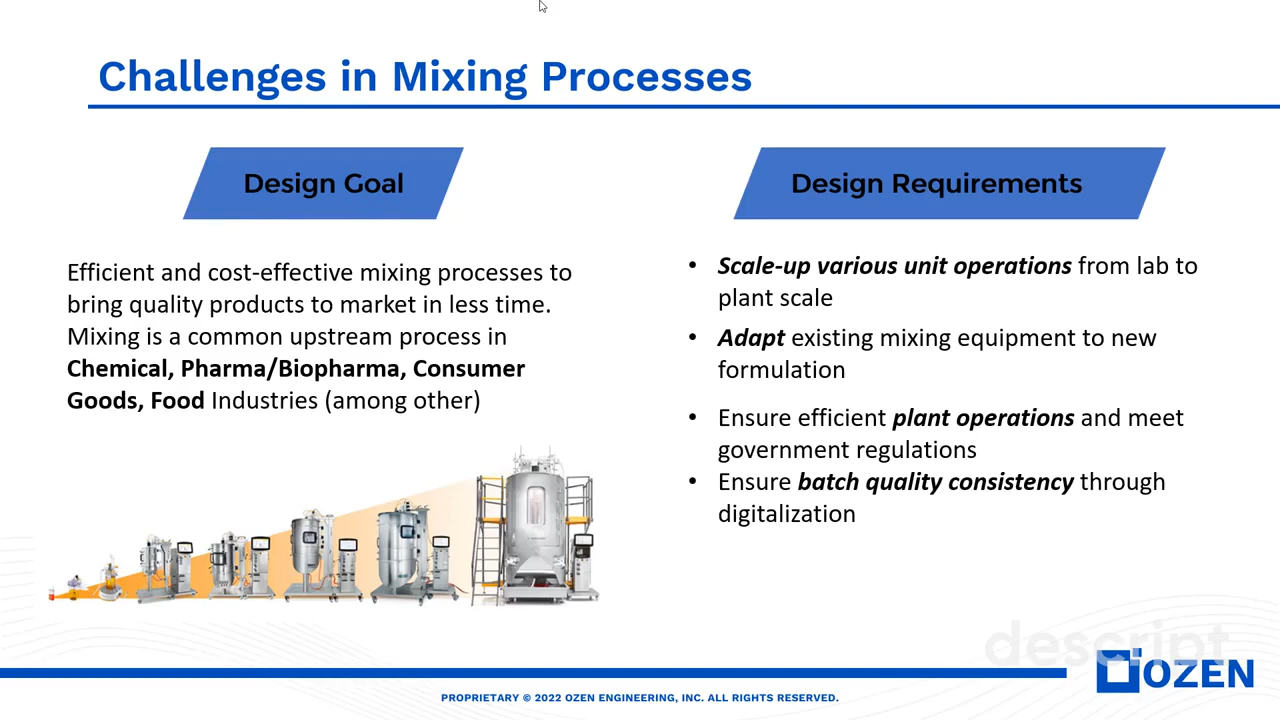 Challenges in Mixing Processes
Design Goal
Efficient and cost-effective mixing processes to
bring quality products to market in less time.
Mixing is a common upstream process in
Chemical, Pharma/Biopharma, Consumer
Goods, Food Industries (among other)
Design Requirements
• Scale-up various unit operations from lab to
plant scale
• Adapt existing mixing equipment to new
formulation
• Ensure efficient plant operations and meet
government regulations
• Ensure batch quality consistency through
digitalization
descript
OZEN
PROPRIETARY © 2022 OZEN ENGINEERING, INC. ALL RIGHTS RESERVED.